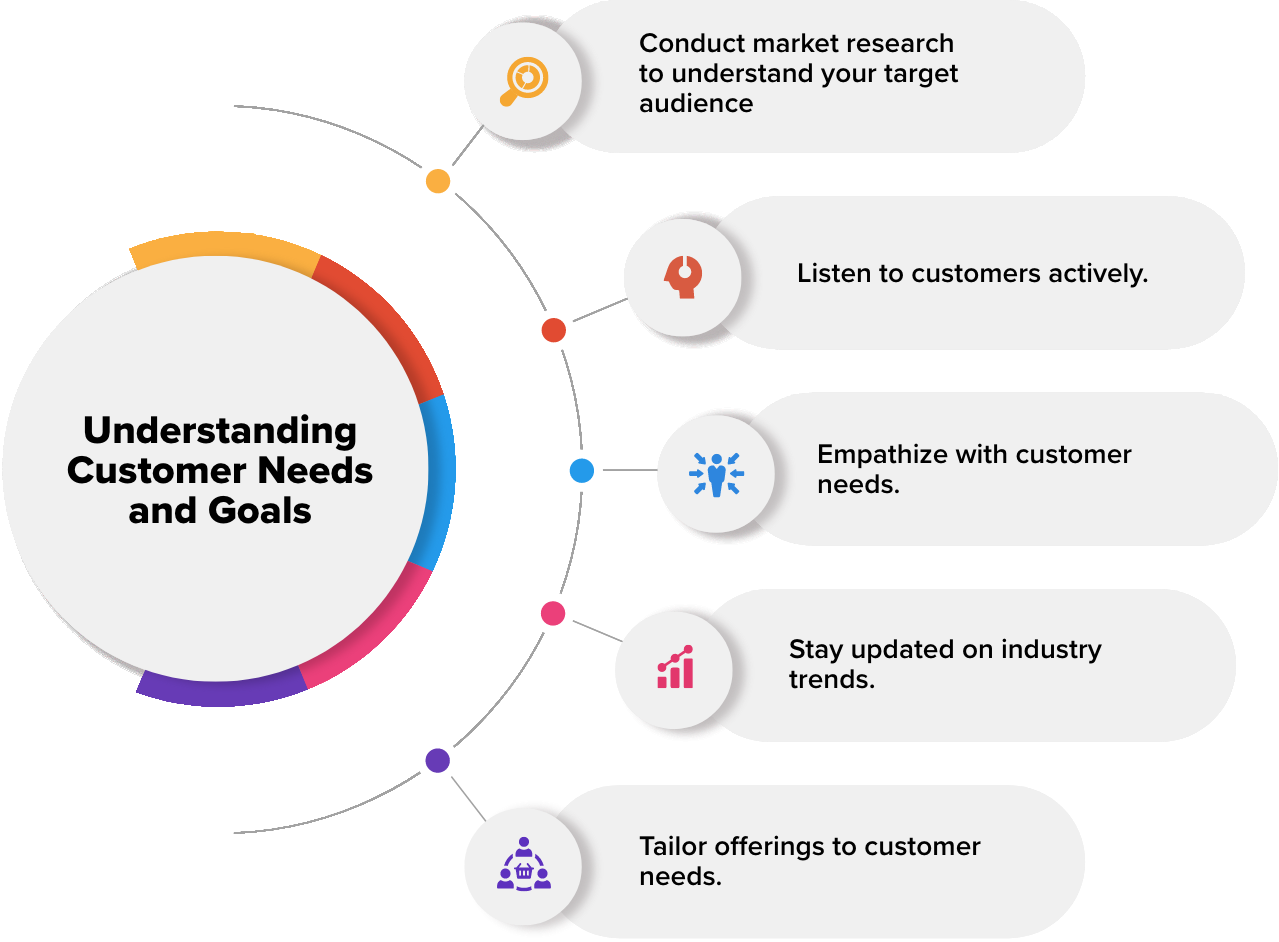 Conduct market research
to understand your target
audience
Listen to customers actively.
Understanding
Customer Needs
and Goals
Empathize with customer
needs.
Stay updated on industry
trends.
Tailor offerings to customer
needs.